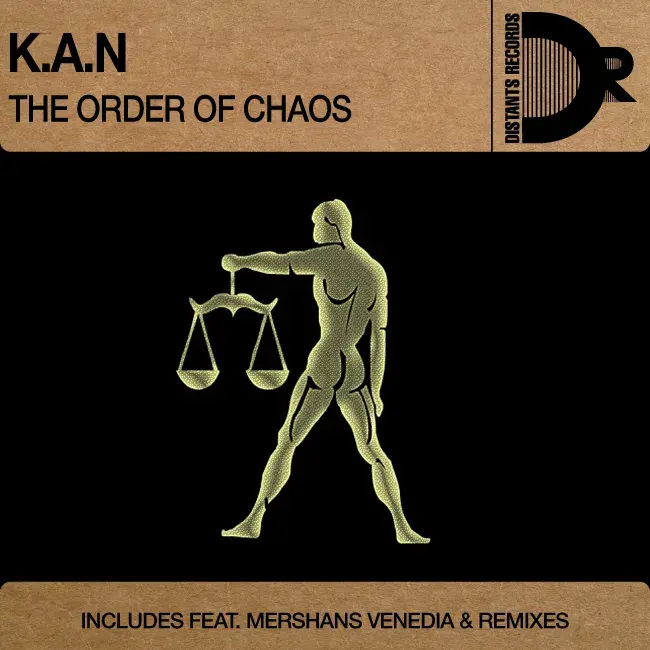 K.A.N
THE ORDER OF CHAOS
DISTANTS RECORDS
DR
INCLUDES FEAT. MERSHANS VENEDIA & REMIXES